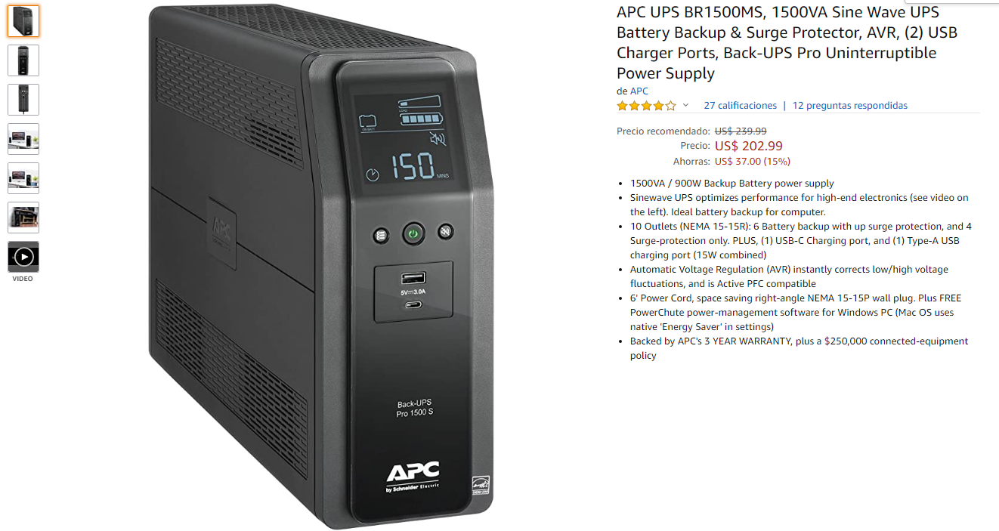 APC UPS BR1500MS, 1500VA Sine Wave UPS
Battery Backup & Surge Protector, AVR, (2) USB
Charger Ports, Back-UPS Pro Uninterruptible
Power Supply
de APC
27 calificaciones | 12 preguntas respondidas
Precio recomendado: US$ 239.99
Precio: US$ 202.99
Ahorras: US$ 37.00 (15%)
• 1500VA / 900W Backup Battery power supply
• Sinewave UPS optimizes performance for high-end electronics (see video on
the left). Ideal battery backup for computer.
• 10 Outlets (NEMA 15-15R): 6 Battery backup with up surge protection, and 4
Surge-protection only. PLUS, (1) USB-C Charging port, and (1) Type-A USB
charging port (15W combined)
• Automatic Voltage Regulation (AVR) instantly corrects low/high voltage
fluctuations, and is Active PFC compatible
• 6' Power Cord, space saving right-angle NEMA 15-15P wall plug. Plus FREE
PowerChute power-management software for Windows PC (Mac OS uses
native 'Energy Saver' in settings)
• Backed by APC's 3 YEAR WARRANTY, plus a $250,000 connected-equipment
policy
VIDEO
LOAD
ON BATT
150 MINS
APC
5V⎓3.0A
Back-UPS
Pro 1500 S
APC
by Schneider Electric
ENERGY STAR